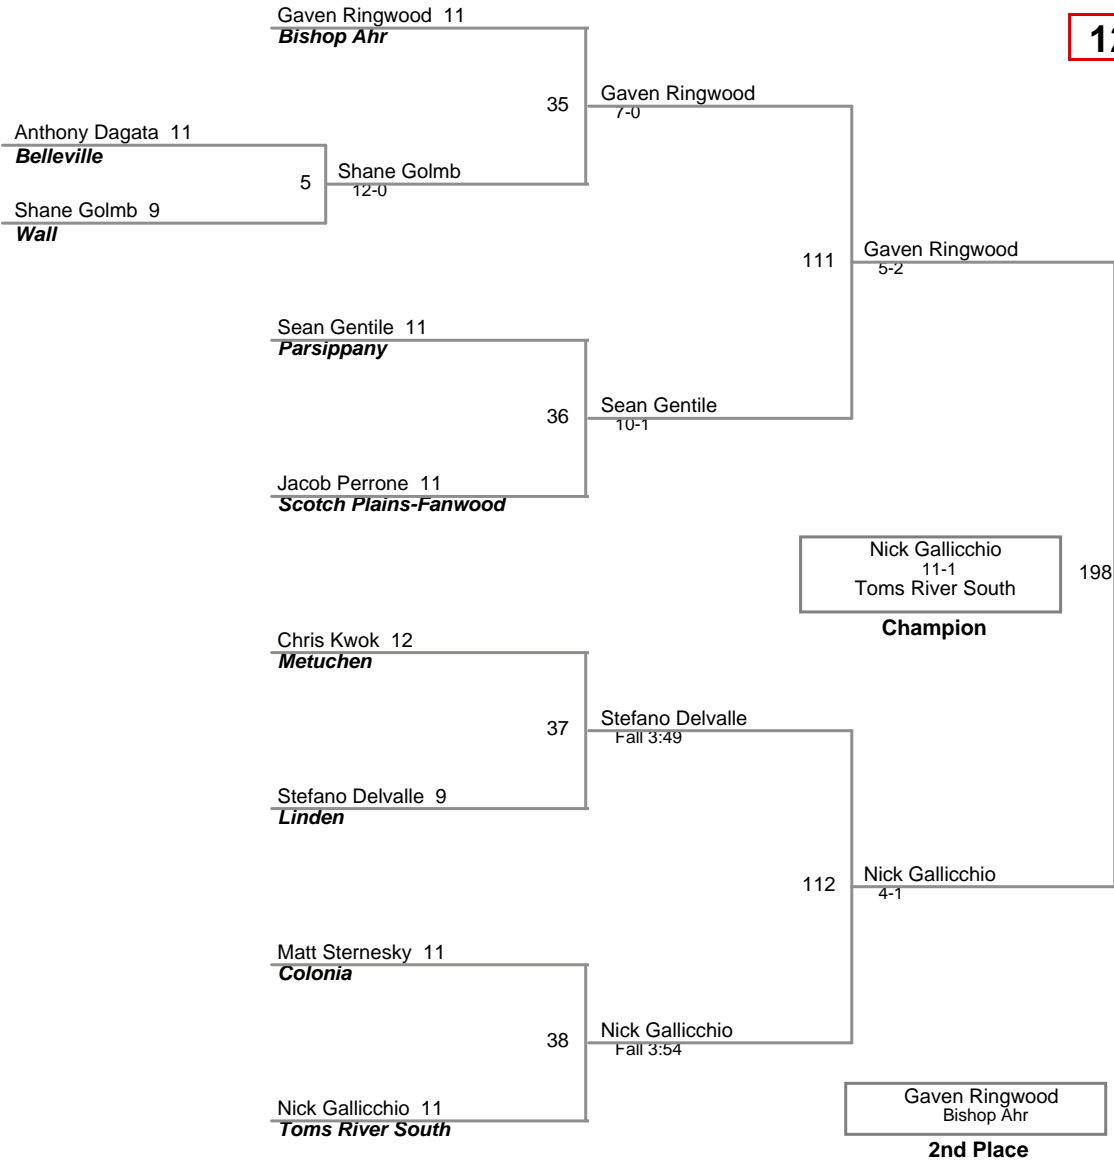 Gaven Ringwood 11
Bishop Ahr
35
Gaven Ringwood
7-0
Anthony Dagata 11
Belleville
5
Shane Golmb
12-0
Shane Golmb 9
Wall
111
Gaven Ringwood
5-2
Sean Gentile 11
Parsippany
36
Sean Gentile
10-1
Jacob Perrone 11
Scotch Plains-Fanwood
Nick Gallicchio
11-1
Toms River South
198
Champion
Chris Kwok 12
Metuchen
37
Stefano Delvalle
Fall 3:49
Stefano Delvalle 9
Linden
112
Nick Gallicchio
4-1
Matt Sternesky 11
Colonia
38
Nick Gallicchio
Fall 3:54
Nick Gallicchio 11
Toms River South
Gaven Ringwood
Bishop Ahr
2nd Place